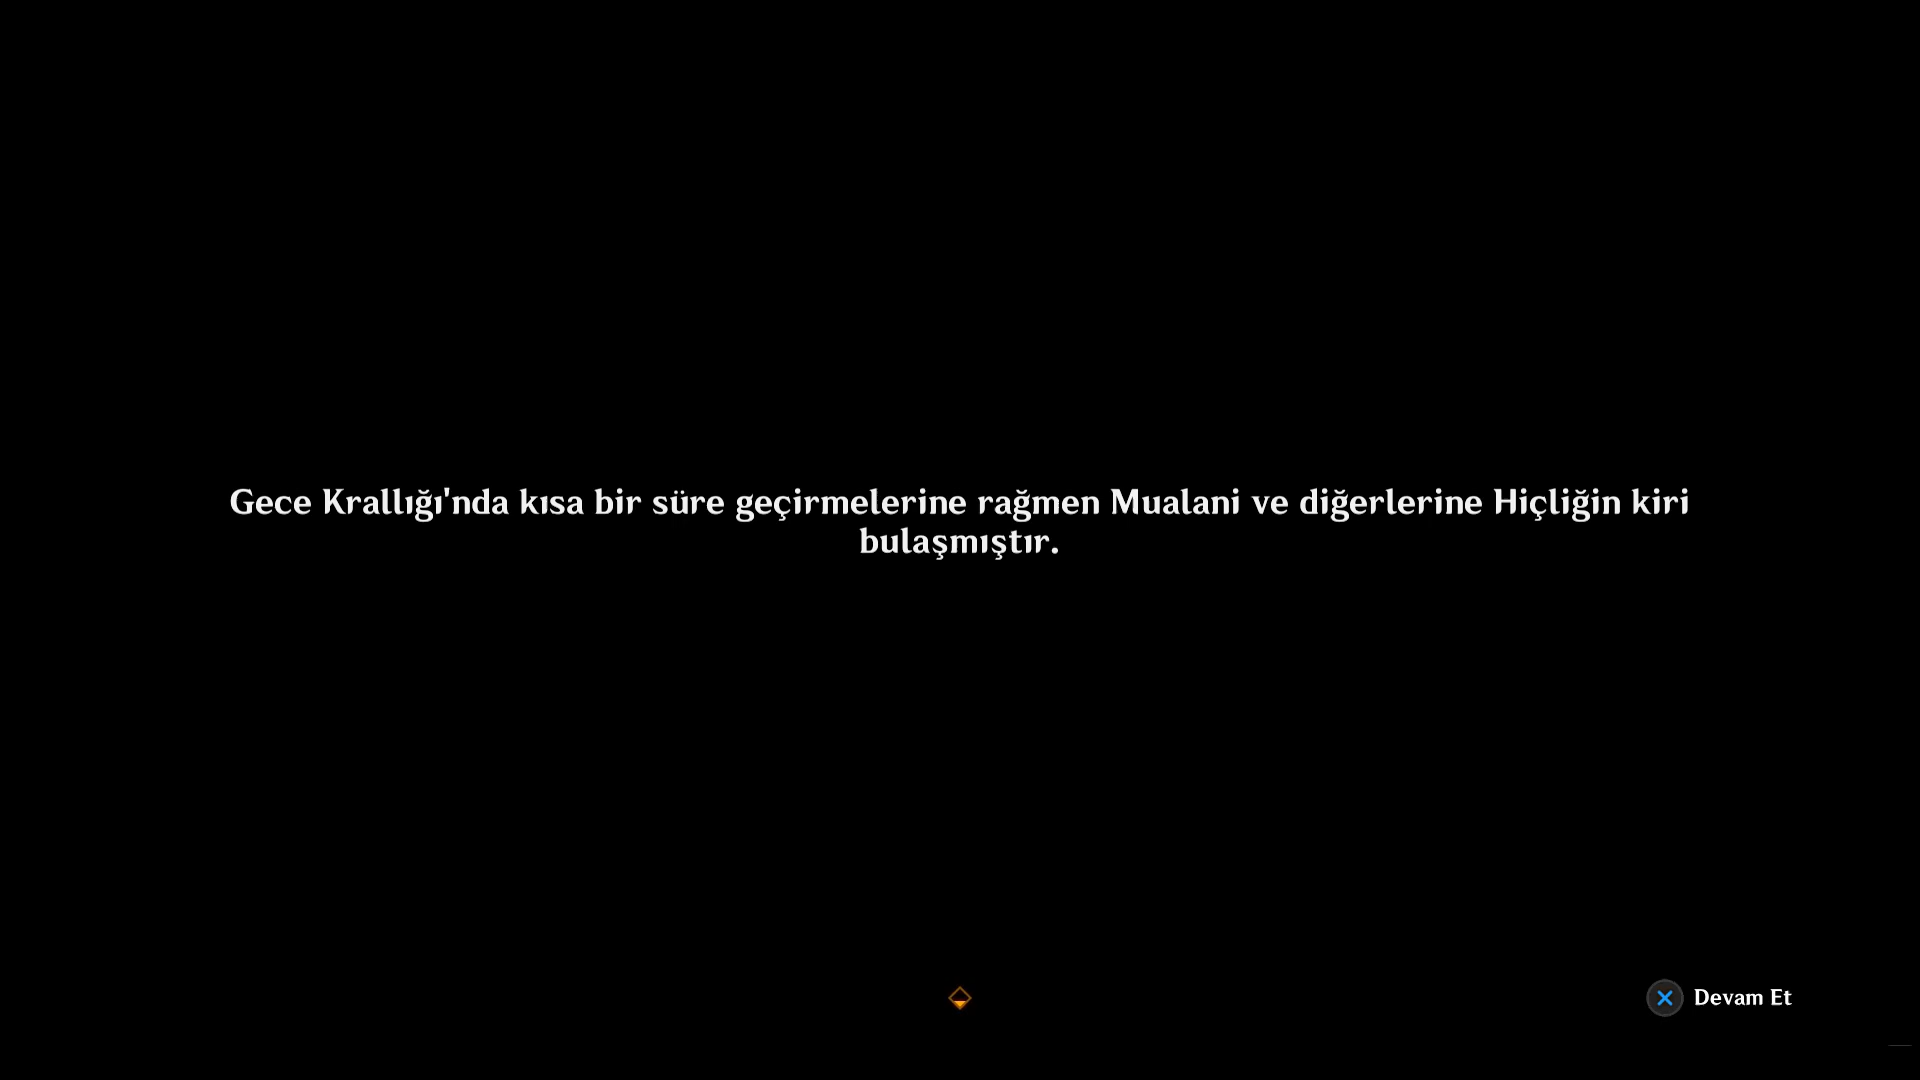 Gece Krallığı'nda kısa bir süre geçirmelerine rağmen Mualani ve diğerlerine Hiçliğin kiri
bulaşmıştır.
Devam Et